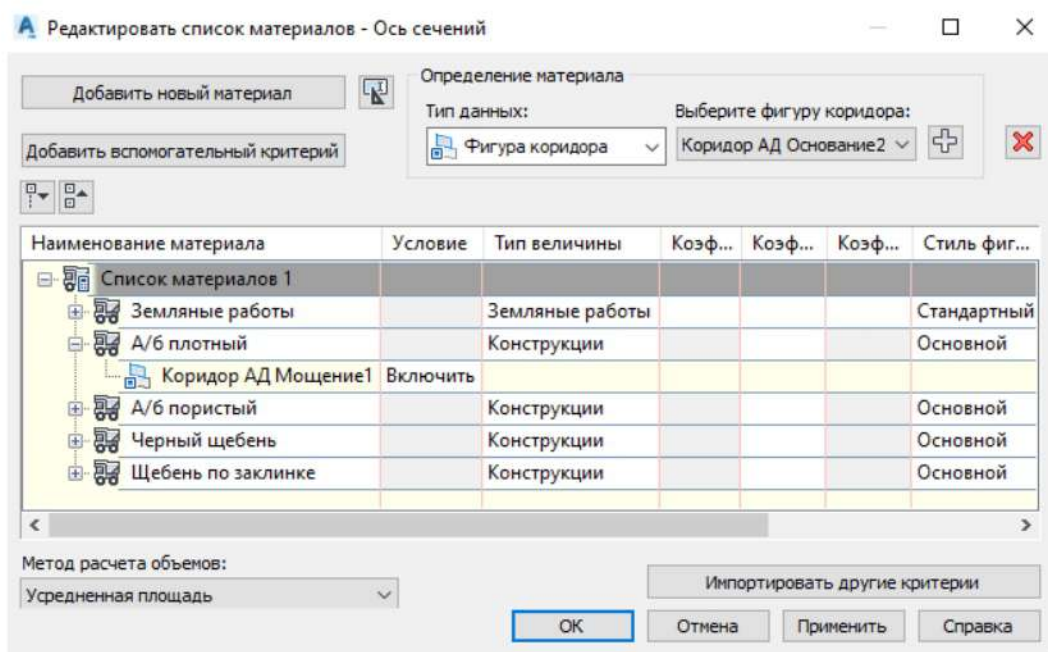 Редактировать список материалов - Ось сечений
Добавить новый материал
Определение материала
Тип данных:
Выберите фигуру коридора:
Фигура коридора
Коридор АД Основание2
Добавить вспомогательный критерий
Наименование материала Условие Тип величины Коэф... Коэф... Коэф... Стиль фиг...
Список материалов 1
Земляные работы Земляные работы Стандартный
А/б плотный Конструкции Основной
Коридор АД Мощение1 Включить
А/б пористый Конструкции Основной
Черный щебень Конструкции Основной
Щебень по заклинке Конструкции Основной
Метод расчета объемов:
Усредненная площадь
Импортировать другие критерии
ОК Отмена Применить Справка